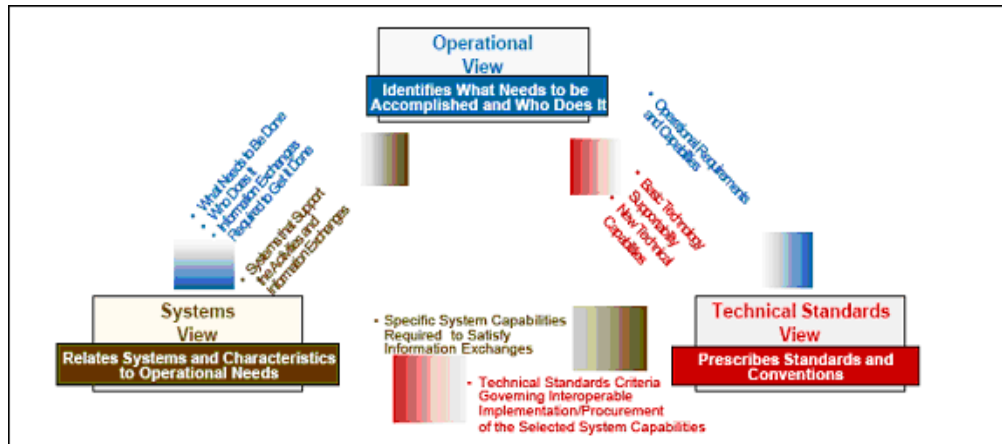 Operational
View
Identifies What Needs to be
Accomplished and Who Does It
• What Needs to Be Done
• Who Does It
• Information Exchanges
Required to Get It Done
• Systems that Support
the Activities and
Information Exchanges
• Operational Requirements
and Capabilities
• Basic Technology
Supportability
• New Technical
Capabilities
Systems
View
Relates Systems and Characteristics
to Operational Needs
• Specific System Capabilities
Required to Satisfy
Information Exchanges
• Technical Standards Criteria
Governing Interoperable
Implementation/Procurement
of the Selected System Capabilities
Technical Standards
View
Prescribes Standards and
Conventions